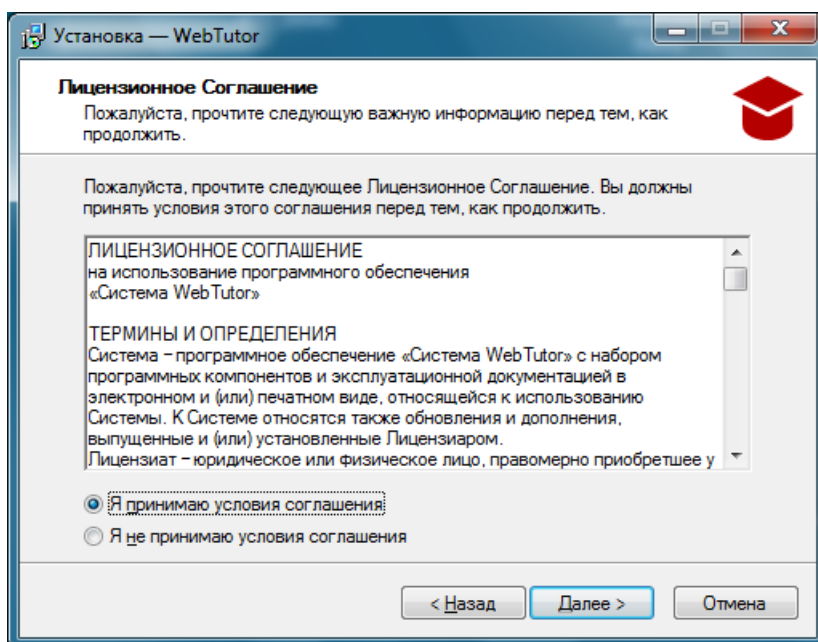 Установка — WebTutor
Лицензионное Соглашение
Пожалуйста, прочтите следующую важную информацию перед тем, как
продолжить.
Пожалуйста, прочтите следующее Лицензионное Соглашение. Вы должны
принять условия этого соглашения перед тем, как продолжить.
ЛИЦЕНЗИОННОЕ СОГЛАШЕНИЕ
на использование программного обеспечения
«Система WebTutor»
ТЕРМИНЫ И ОПРЕДЕЛЕНИЯ
Система – программное обеспечение «Система WebTutor» с набором
программных компонентов и эксплуатационной документацией в
электронном и (или) печатном виде, относящейся к использованию
Системы. К Системе относятся также обновления и дополнения,
выпущенные и (или) установленные Лицензиаром.
Лицензиат – юридическое или физическое лицо, правомерно приобретшее у
Я принимаю условия соглашения
Я не принимаю условия соглашения
< Назад
Далее >
Отмена